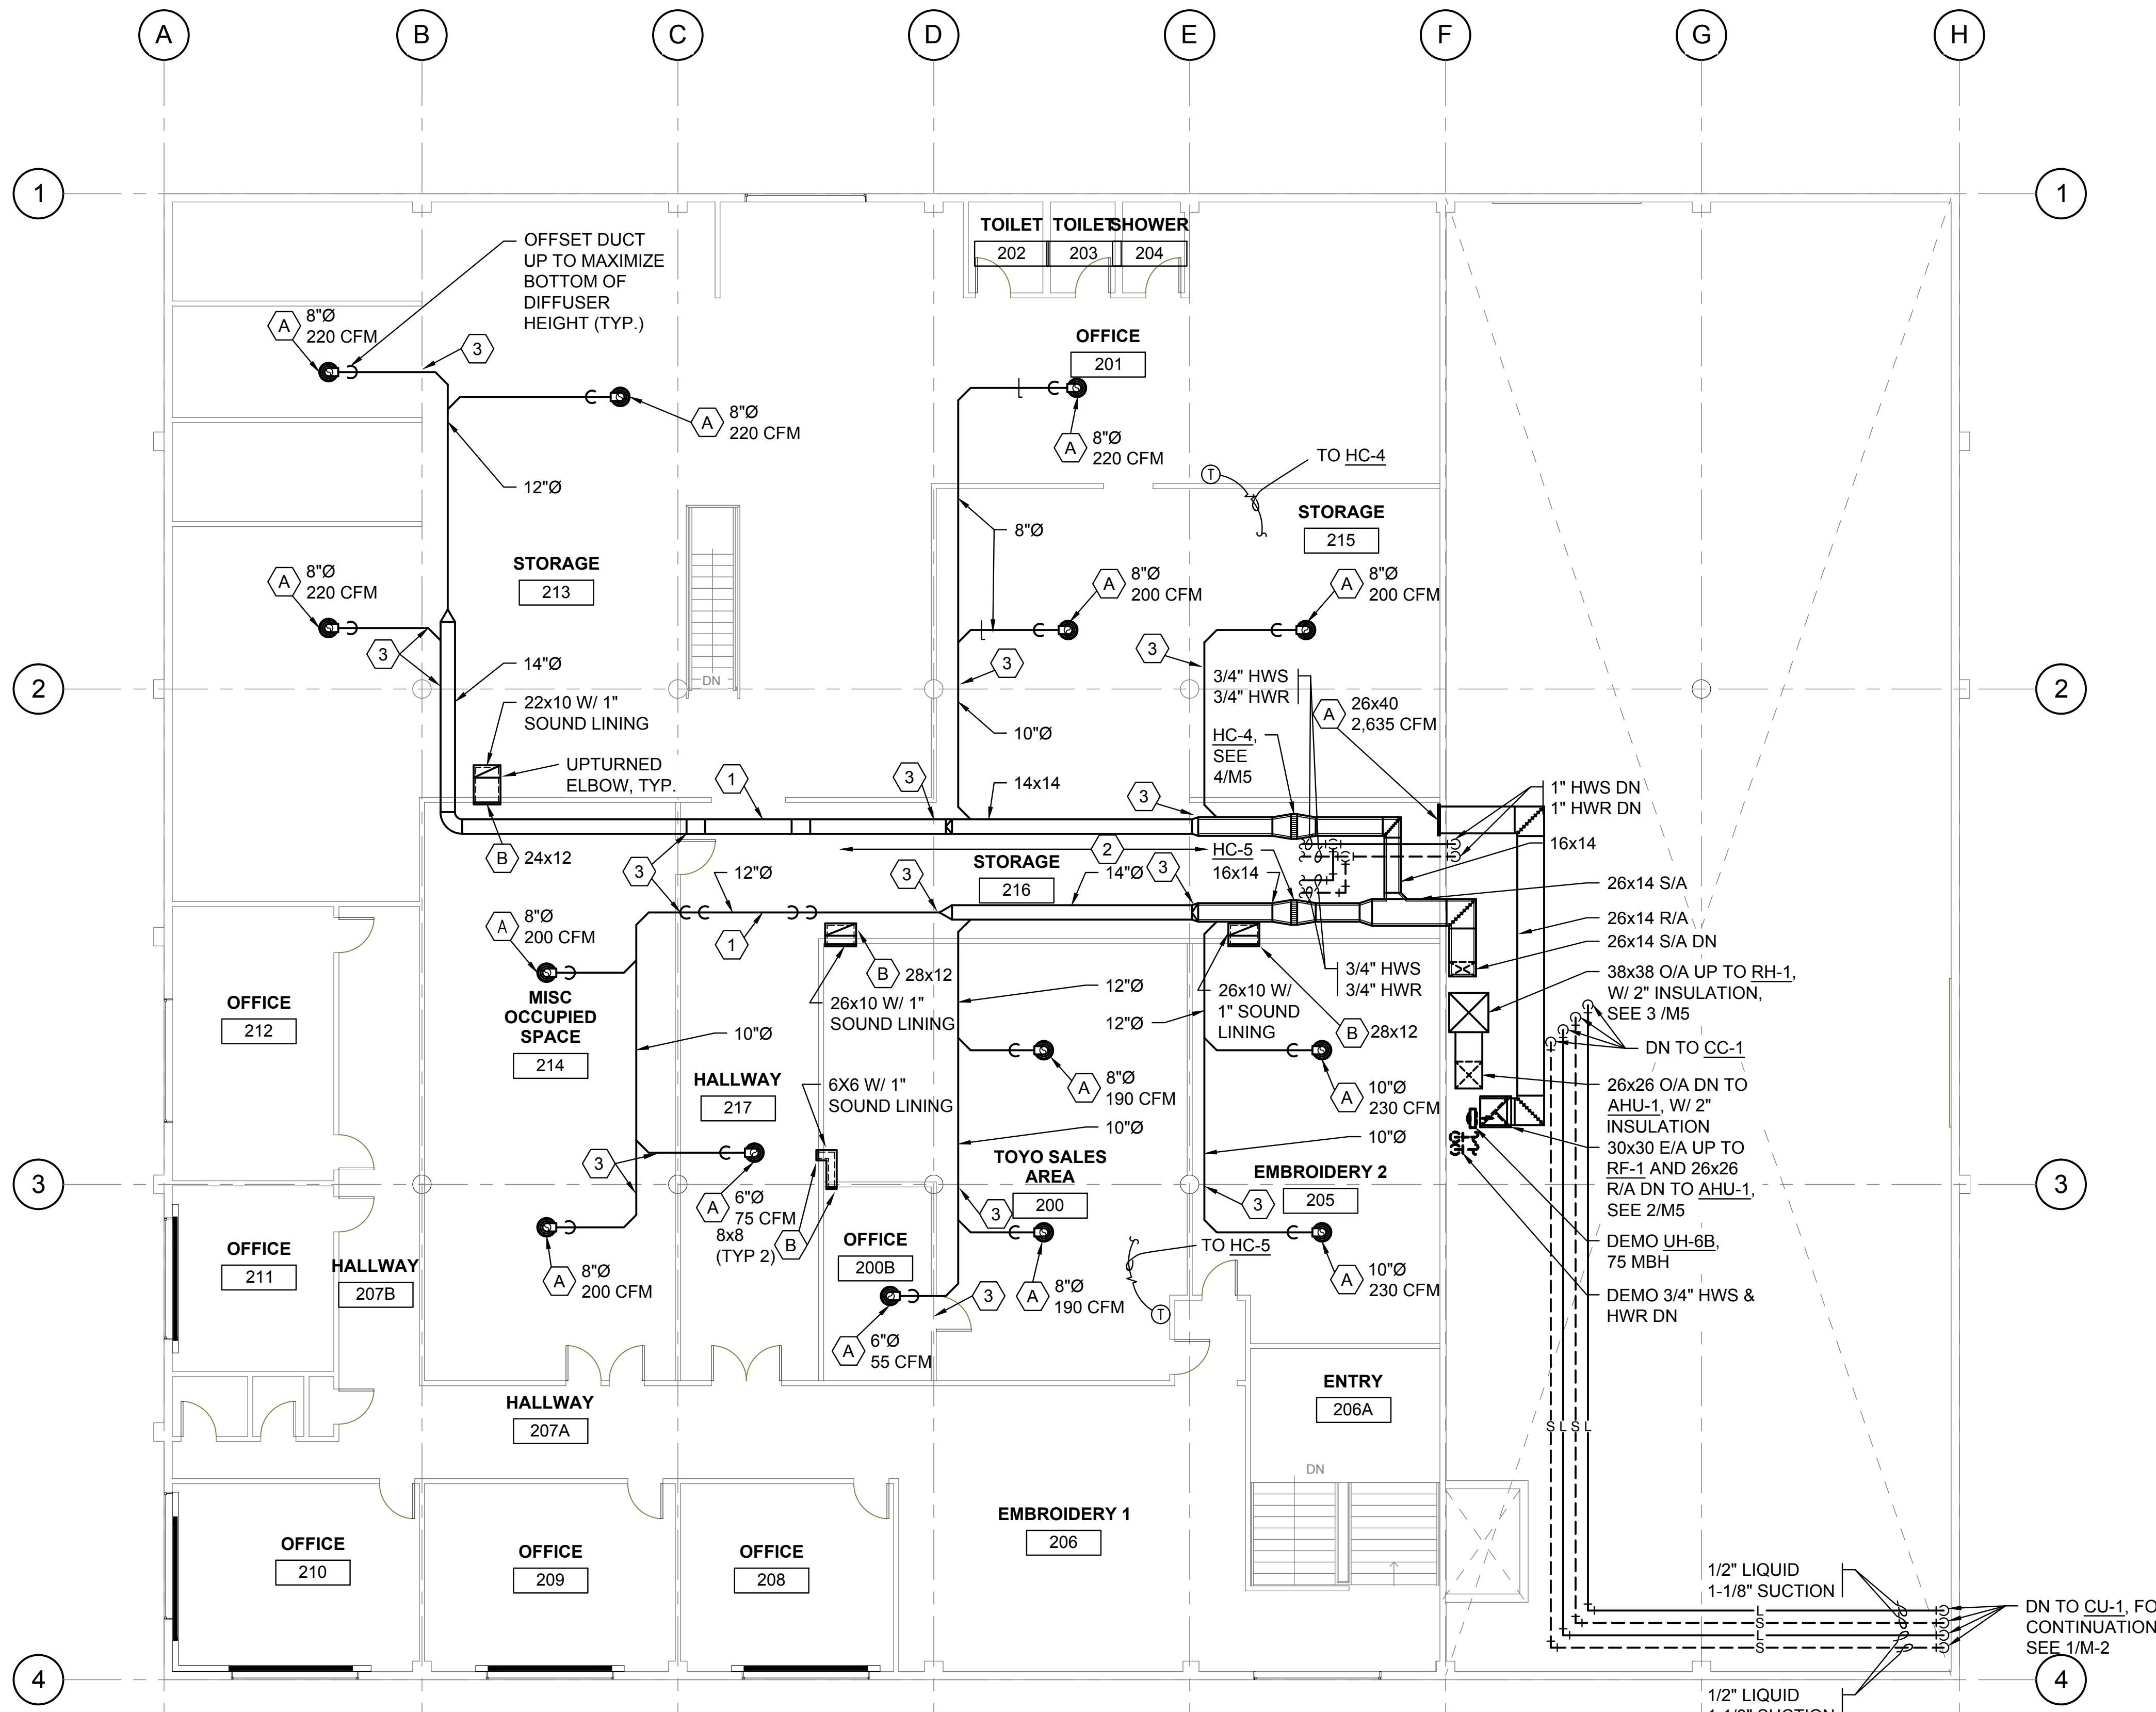 A
B
C
D
E
F
G
H
1
1
TOILET
202
TOILET
203
SHOWER
204
OFFSET DUCT
UP TO MAXIMIZE
BOTTOM OF
DIFFUSER
HEIGHT (TYP.)
A
8"Ø
220 CFM
3
A
8"Ø
220 CFM
OFFICE
201
A
8"Ø
220 CFM
TO HC-4
T
12"Ø
STORAGE
215
8"Ø
STORAGE
213
A
8"Ø
220 CFM
A
8"Ø
200 CFM
A
8"Ø
200 CFM
3
3
3
14"Ø
3/4" HWS
3/4" HWR
2
DN
2
22x10 W/ 1"
SOUND LINING
A
26x40
2,635 CFM
10"Ø
HC-4,
SEE
4/M5
UPTURNED
ELBOW, TYP.
1
3
14x14
3
1" HWS DN
1" HWR DN
B
24x12
2
HC-5
16x14
STORAGE
216
3
12"Ø
3
14"Ø
3
16x14
26x14 S/A
A
8"Ø
200 CFM
1
26x14 R/A
26x14 S/A DN
B
28x12
3/4" HWS
3/4" HWR
38x38 O/A UP TO RH-1,
W/ 2" INSULATION,
SEE 3 /M5
OFFICE
212
MISC
OCCUPIED
SPACE
214
26x10 W/ 1"
SOUND LINING
12"Ø
12"Ø
26x10 W/
1" SOUND
LINING
B
28x12
10"Ø
DN TO CC-1
HALLWAY
217
6X6 W/ 1"
SOUND LINING
A
8"Ø
190 CFM
A
10"Ø
230 CFM
26x26 O/A DN TO
AHU-1, W/ 2"
INSULATION
10"Ø
10"Ø
30x30 E/A UP TO
RF-1 AND 26x26
R/A DN TO AHU-1,
SEE 2/M5
3
3
3
TOYO SALES
AREA
200
EMBROIDERY 2
205
3
3
A
6"Ø
75 CFM
8x8
(TYP 2)
B
OFFICE
200B
TO HC-5
T
OFFICE
211
HALLWAY
207B
A
8"Ø
200 CFM
3
A
8"Ø
190 CFM
A
10"Ø
230 CFM
DEMO UH-6B,
75 MBH
DEMO 3/4" HWS &
HWR DN
A
6"Ø
55 CFM
ENTRY
206A
HALLWAY
207A
S L S L
DN
EMBROIDERY 1
206
OFFICE
210
OFFICE
209
OFFICE
208
1/2" LIQUID
1-1/8" SUCTION
L
S
L
S
DN TO CU-1, FO
CONTINUATION
SEE 1/M-2
4
4
1/2" LIQUID